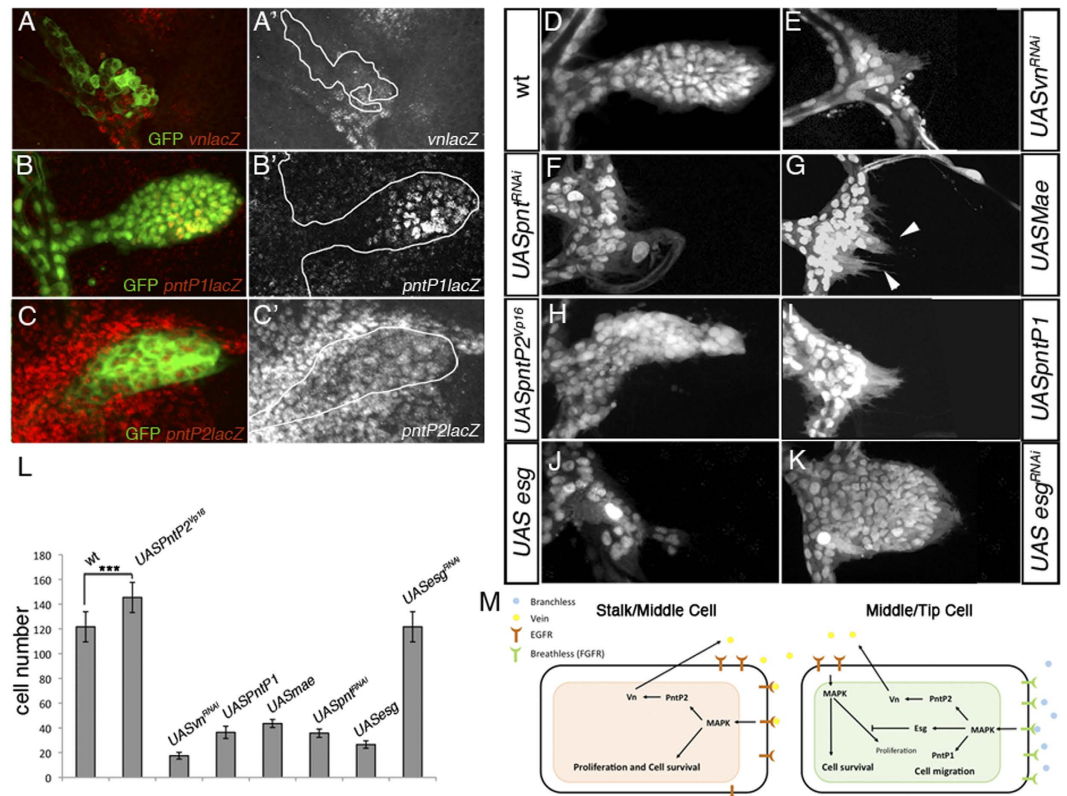 A
GFP vnlacZ
A'
vnlacZ
B
GFP pntP1lacZ
B'
pntP1lacZ
C
GFP pntP2lacZ
C'
pntP2lacZ
wt
D
E
UASvnRNAi
UASpntRNAi
F
G
UASMae
UASpntP2Vp16
H
I
UASpntP1
UAS esg
J
K
UAS esgRNAi
L
cell number
180
160
140
120
100
80
60
40
20
0
wt
***
UASPntP2Vp16
UASvnRNAi
UASPntP1
UASmae
UASpntRNAi
UASesg
UASesgRNAi
M
Branchless
Vein
EGFR
Breathless (FGFR)
Stalk/Middle Cell
Vn
PntP2
MAPK
Proliferation and Cell survival
Middle/Tip Cell
MAPK
Vn
PntP2
Esg
MAPK
Proliferation
PntP1
Cell survival
Cell migration